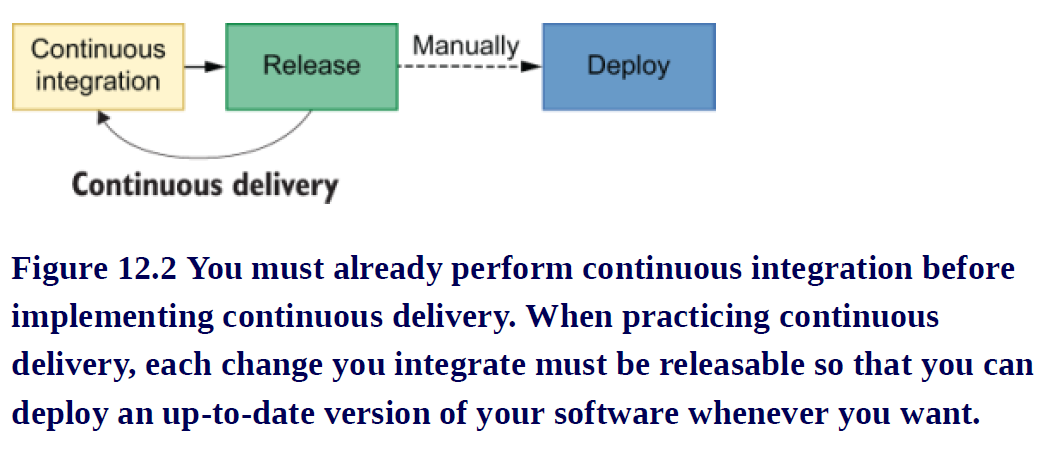 Continuous
integration
Release
Manually
Deploy
Continuous delivery
Figure 12.2 You must already perform continuous integration before
implementing continuous delivery. When practicing continuous
delivery, each change you integrate must be releasable so that you can
deploy an up-to-date version of your software whenever you want.